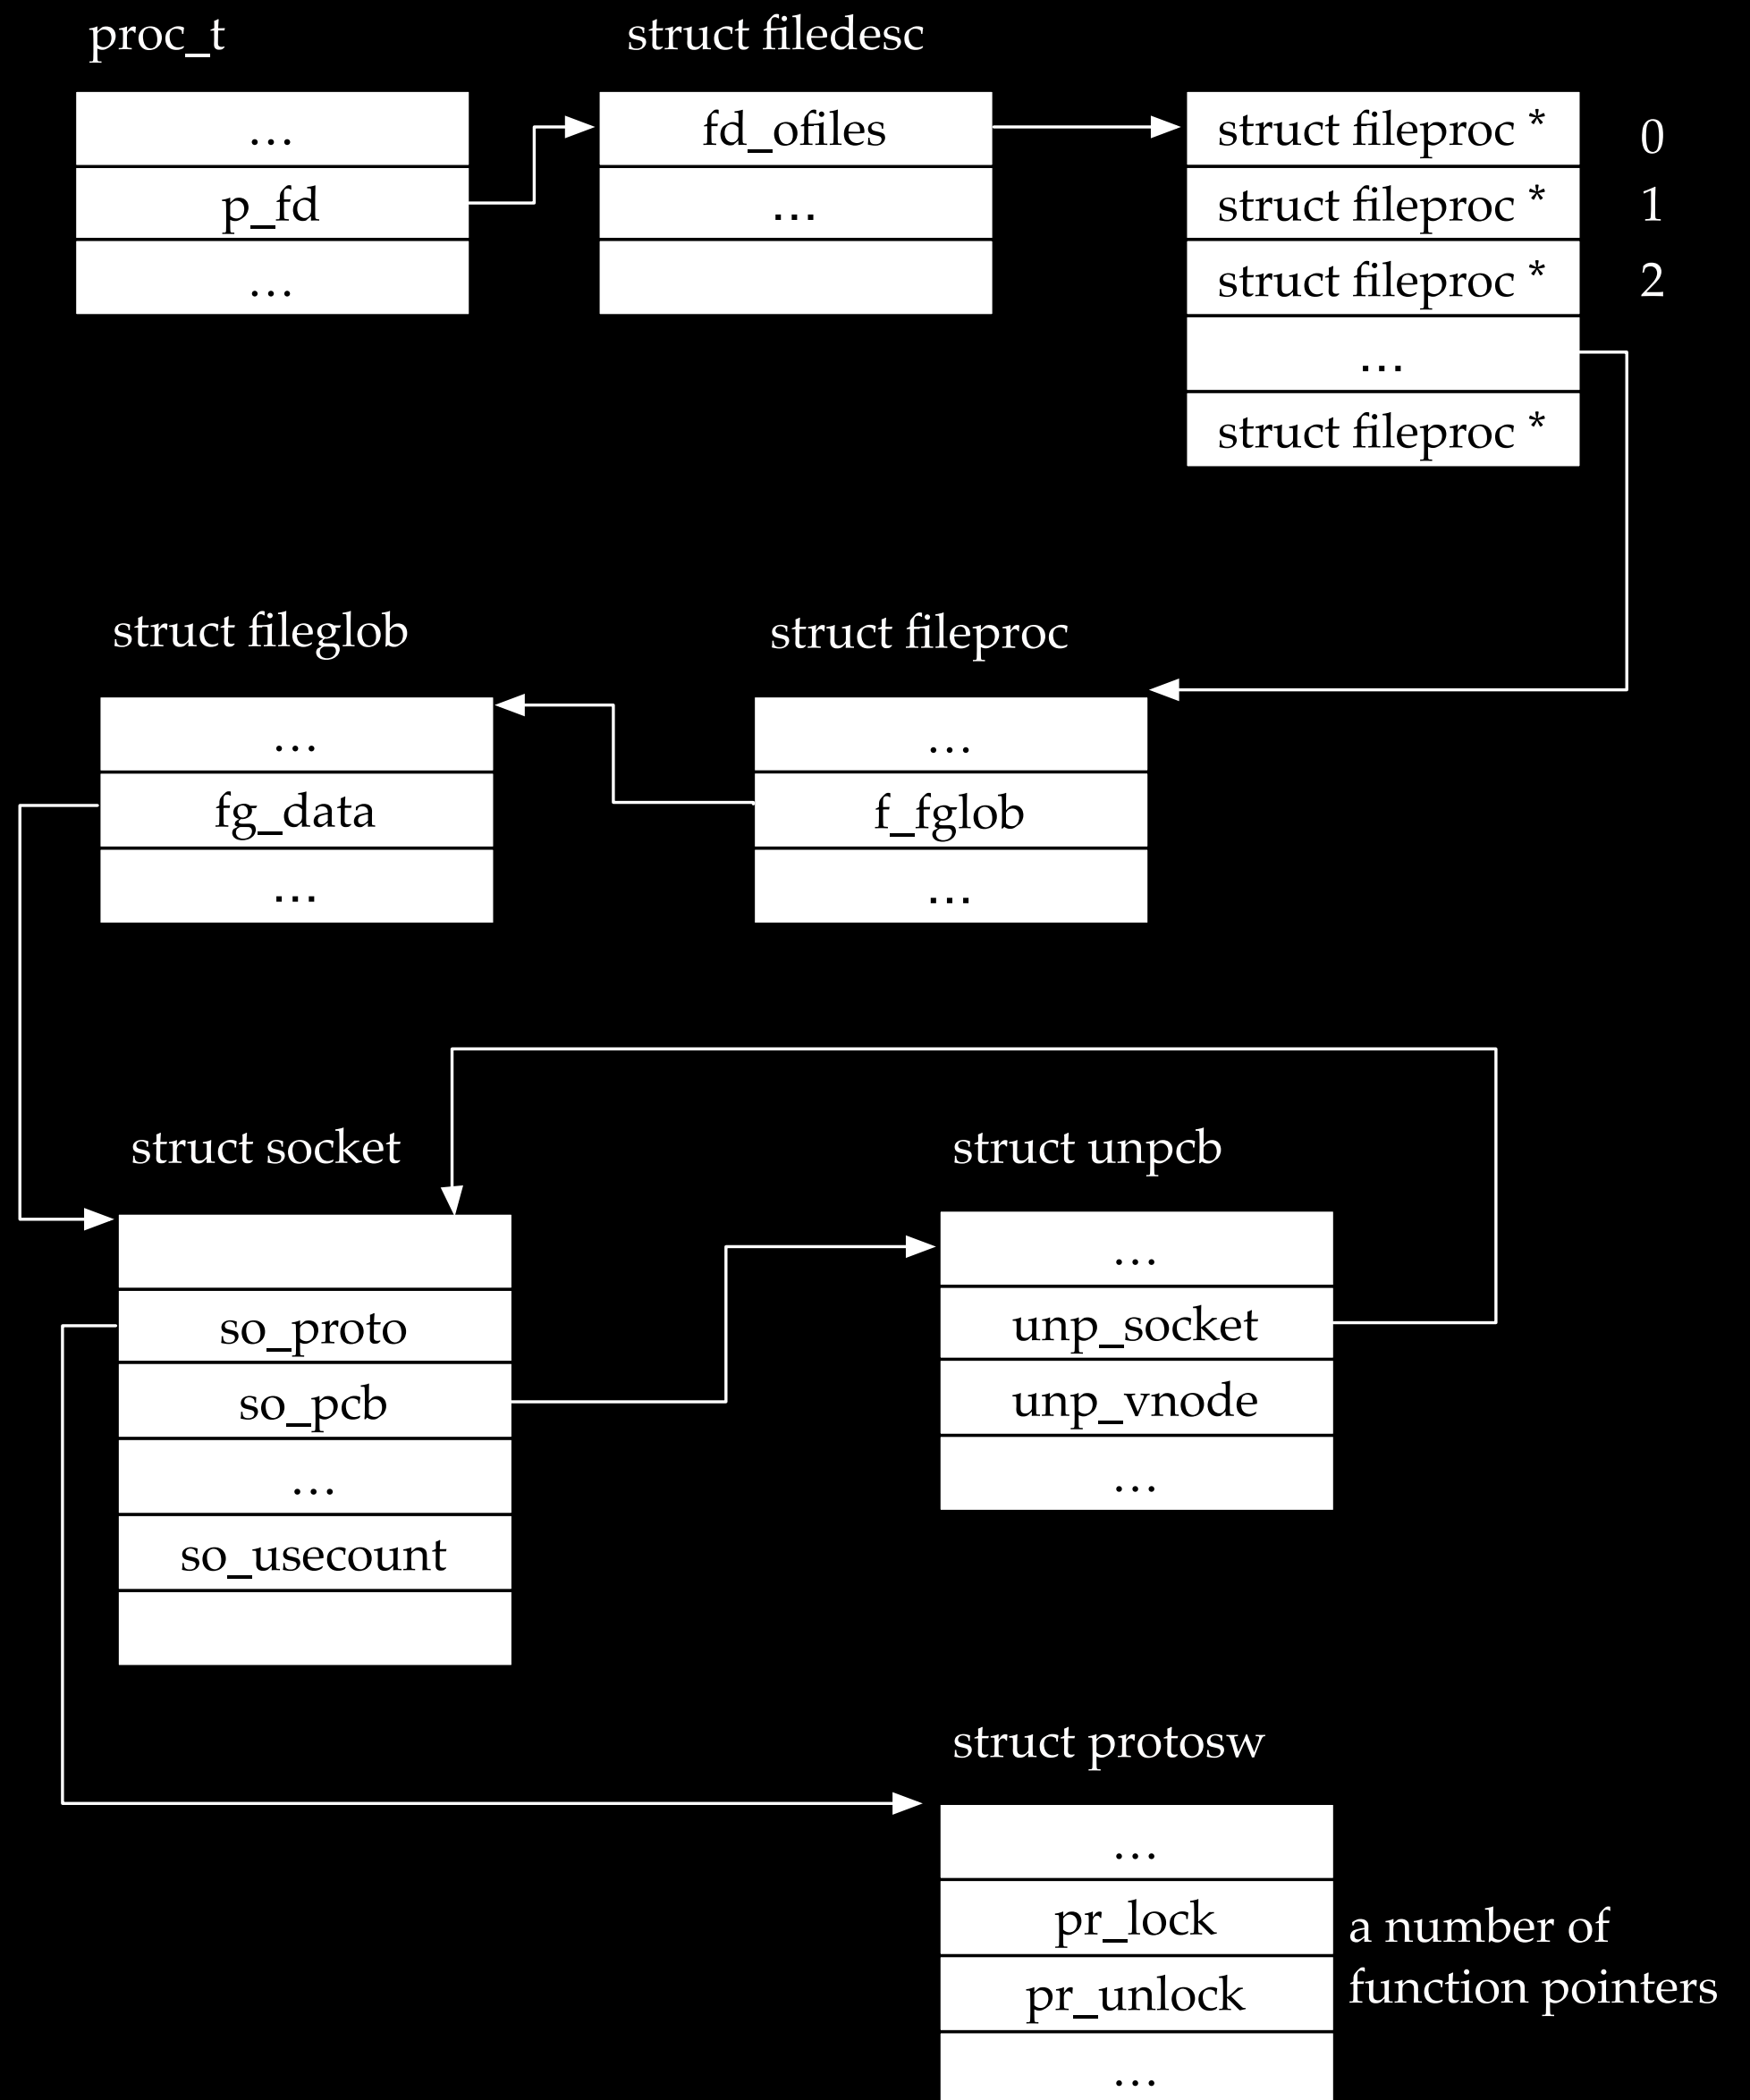 proc_t
struct filedesc
...
p_fd
...
fd_ofiles
...
struct fileproc *
0
struct fileproc *
1
struct fileproc *
2
...
struct fileproc *
struct fileglob
struct fileproc
...
fg_data
...
...
f_fglob
...
struct socket
struct unpcb
so_proto
so_pcb
...
so_usecount
...
unp_socket
unp_vnode
...
struct protosw
...
pr_lock
pr_unlock
...
a number of
function pointers